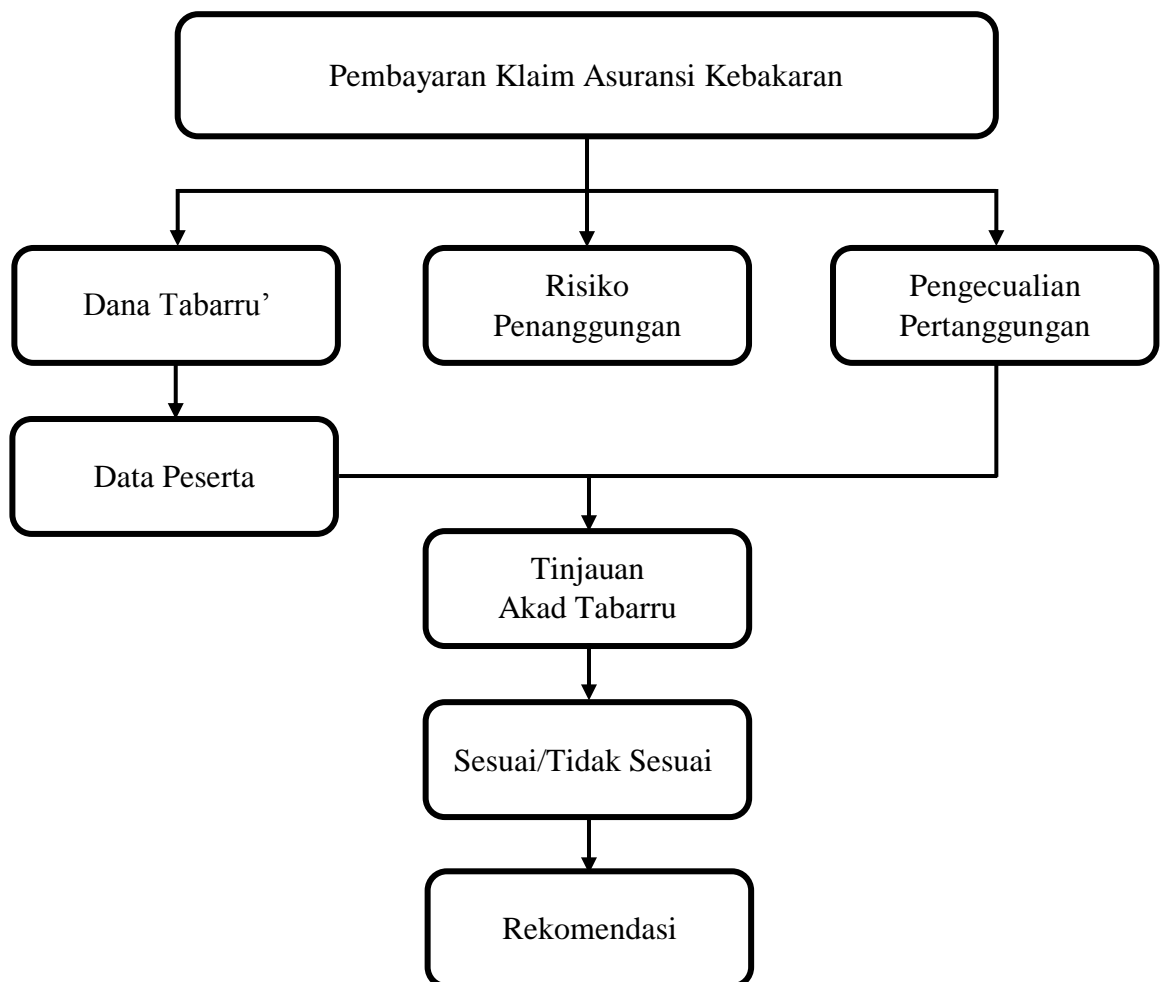 Pembayaran Klaim Asuransi Kebakaran
Dana Tabarru’
Risiko
Penanggungan
Pengecualian
Pertanggungan
Data Peserta
Tinjauan
Akad Tabarru
Sesuai/Tidak Sesuai
Rekomendasi